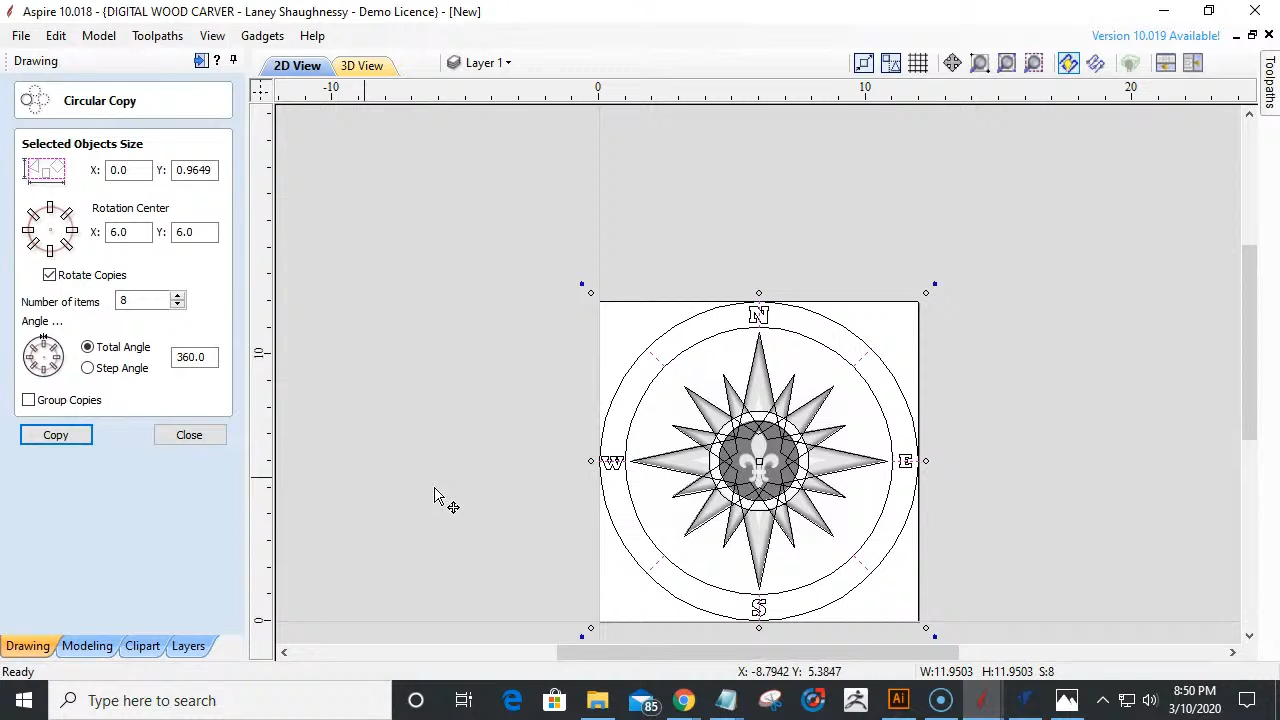 Aspire 10.018 - {DIGITAL WOOD CARVER - Laney Shaughnessy - Demo Licence} - [New]
File Edit Model Toolpaths View Gadgets Help
Version 10.019 Available!
Drawing
2D View 3D View
Layer 1
Toolpaths
-10 0 10 20
Circular Copy
Selected Objects Size
X: 0.0 Y: 0.9649
Rotation Center
X: 6.0 Y: 6.0
Rotate Copies
Number of items 8
Angle ...
Total Angle
360.0
Step Angle
Group Copies
Copy Close
10
0
N
W E
S
Drawing Modeling Clipart Layers
Ready
X: -8.7942 Y: 5.3847
W:11.9503 H:11.9503 S:8
Type here to search
85
Ai
8:50 PM
3/10/2020